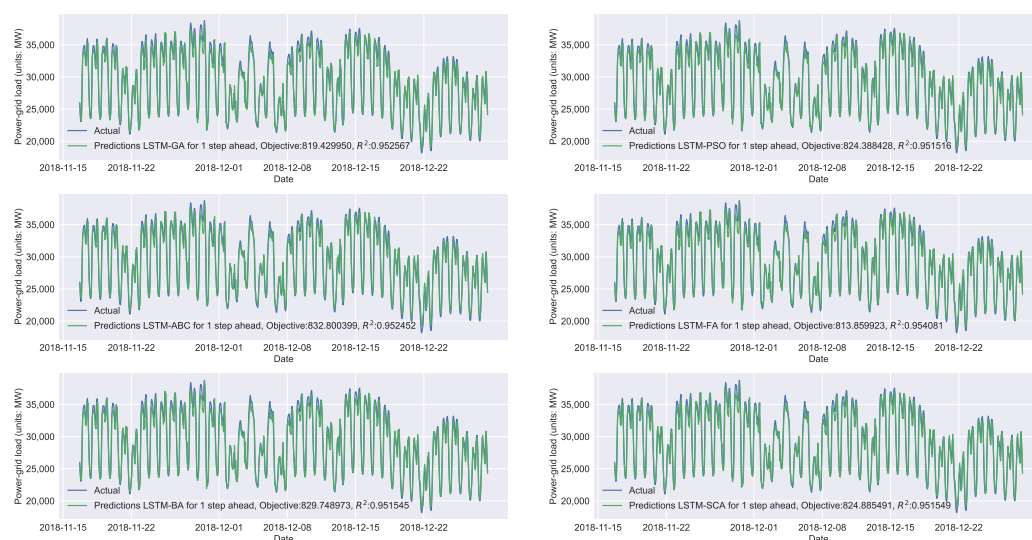 Power-grid load (units: MW)
35,000
30,000
25,000
20,000
Actual
Predictions LSTM-GA for 1 step ahead, Objective:819.429950, R²:0.952567
2018-11-15 2018-11-22 2018-12-01 2018-12-08 2018-12-15 2018-12-22
Date
Power-grid load (units: MW)
35,000
30,000
25,000
20,000
Actual
Predictions LSTM-PSO for 1 step ahead, Objective:824.388428, R²:0.951516
2018-11-15 2018-11-22 2018-12-01 2018-12-08 2018-12-15 2018-12-22
Date
Power-grid load (units: MW)
35,000
30,000
25,000
20,000
Actual
Predictions LSTM-ABC for 1 step ahead, Objective:832.800399, R²:0.952452
2018-11-15 2018-11-22 2018-12-01 2018-12-08 2018-12-15 2018-12-22
Date
Power-grid load (units: MW)
35,000
30,000
25,000
20,000
Actual
Predictions LSTM-FA for 1 step ahead, Objective:813.859923, R²:0.954081
2018-11-15 2018-11-22 2018-12-01 2018-12-08 2018-12-15 2018-12-22
Date
Power-grid load (units: MW)
35,000
30,000
25,000
20,000
Actual
Predictions LSTM-BA for 1 step ahead, Objective:829.748973, R²:0.951545
2018-11-15 2018-11-22 2018-12-01 2018-12-08 2018-12-15 2018-12-22
Date
Power-grid load (units: MW)
35,000
30,000
25,000
20,000
Actual
Predictions LSTM-SCA for 1 step ahead, Objective:824.885491, R²:0.951549
2018-11-15 2018-11-22 2018-12-01 2018-12-08 2018-12-15 2018-12-22
Date